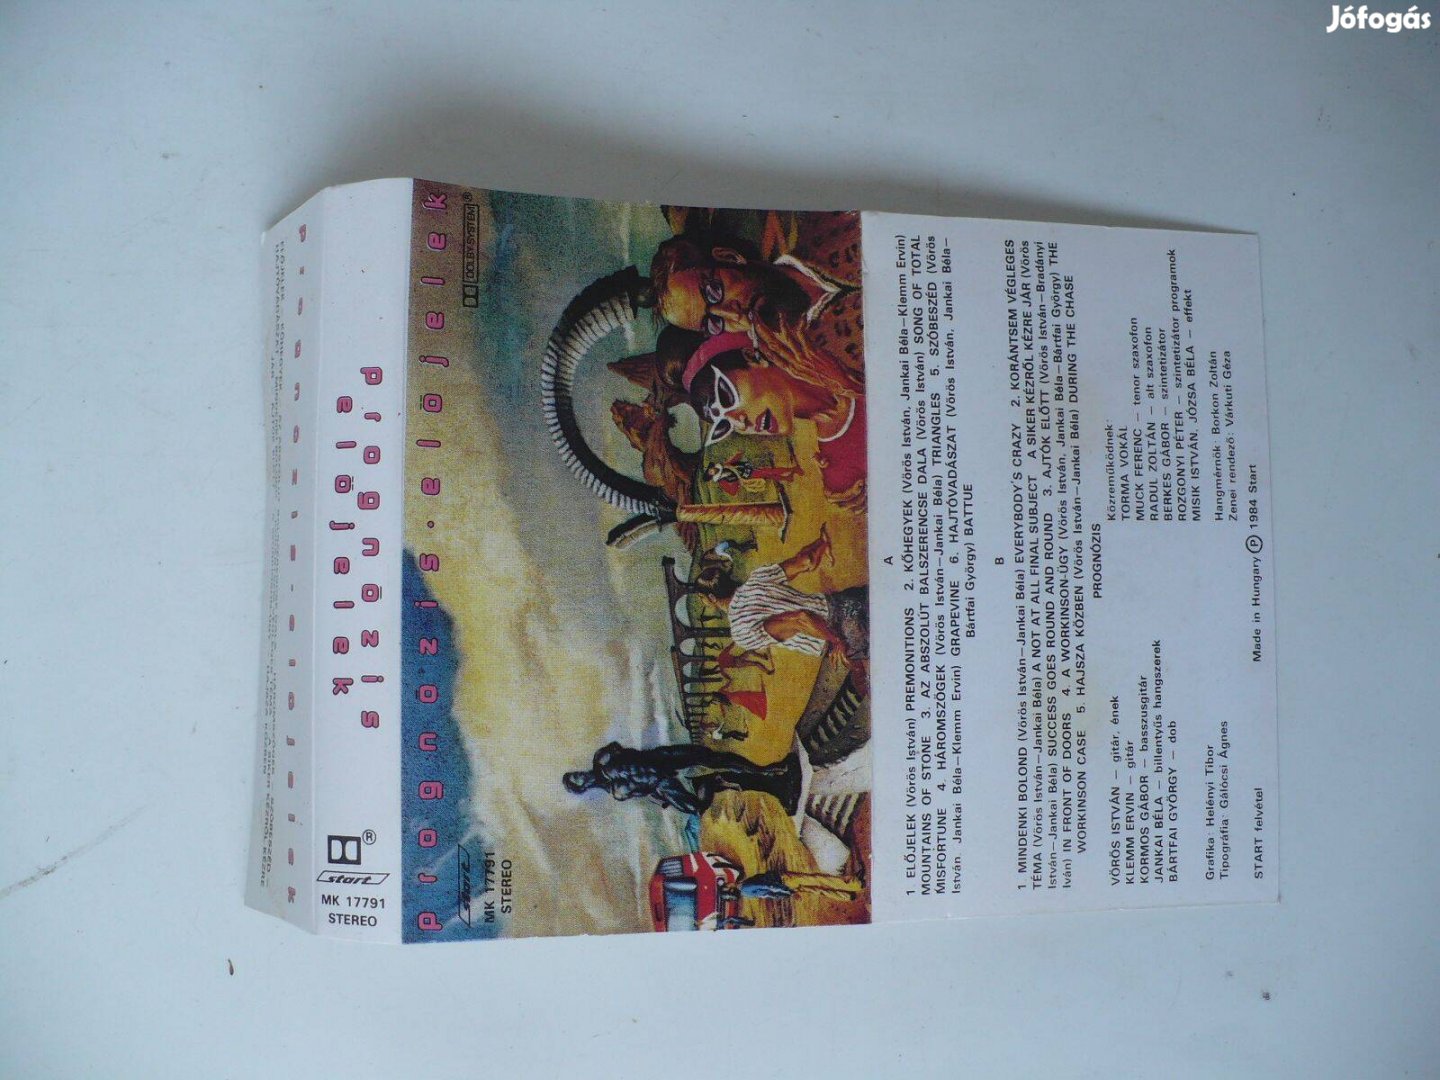 Jófogás
prognózis.előjelek
prognózis
előjelek
start
MK 17791
STEREO
prognózis.előjelek
DOLBY SYSTEM®
start
MK 17791
STEREO
A
1 ELŐJELEK (Vörös István) PREMONITIONS 2. KŐHEGYEK (Vörös István, Jankai Béla—Klemm Ervin)
MOUNTAINS OF STONE 3. AZ ABSZOLÚT BALSZERENCSE DALA (Vörös István) SONG OF TOTAL
MISFORTUNE 4. HÁROMSZÖGEK (Vörös István—Jankai Béla) TRIANGLES 5. SZÓBESZÉD (Vörös
István, Jankai Béla—Klemm Ervin) GRAPEVINE 6. HAJTÓVADÁSZAT (Vörös István, Jankai Béla—
Bártfai György) BATTUE
B
1. MINDENKI BOLOND (Vörös István—Jankai Béla) EVERYBODY'S CRAZY 2. KORÁNTSEM VÉGLEGES
TÉMA (Vörös István—Jankai Béla) A NOT AT ALL FINAL SUBJECT A SIKER KÉZRŐL KÉZRE JÁR (Vörös
István—Jankai Béla) SUCCESS GOES ROUND AND ROUND 3. AJTÓK ELŐTT (Vörös István—Bradányi
Iván) IN FRONT OF DOORS 4. A WORKINSON-ÜGY (Vörös István, Jankai Béla—Bártfai György) THE
WORKINSON CASE 5. HAJSZA KÖZBEN (Vörös István—Jankai Béla) DURING THE CHASE
PROGNÓZIS
VÖRÖS ISTVÁN — gitár, ének
KLEMM ERVIN — gitár
KORMOS GÁBOR — basszusgitár
JANKAI BÉLA — billentyűs hangszerek
BÁRTFAI GYÖRGY — dob
Közreműködnek:
TORMA VOKÁL
MUCK FERENC — tenor szaxofon
RADUL ZOLTÁN — alt szaxofon
BERKES GÁBOR — szintetizátor
ROZGONYI PÉTER — szintetizátor programok
MISIK ISTVÁN, JÓZSA BÉLA — effekt
Grafika: Helényi Tibor
Tipográfia: Gálócsi Ágnes
Hangmérnök: Borkon Zoltán
Zenei rendező: Várkuti Géza
START felvétel
Made in Hungary Ⓟ 1984 Start